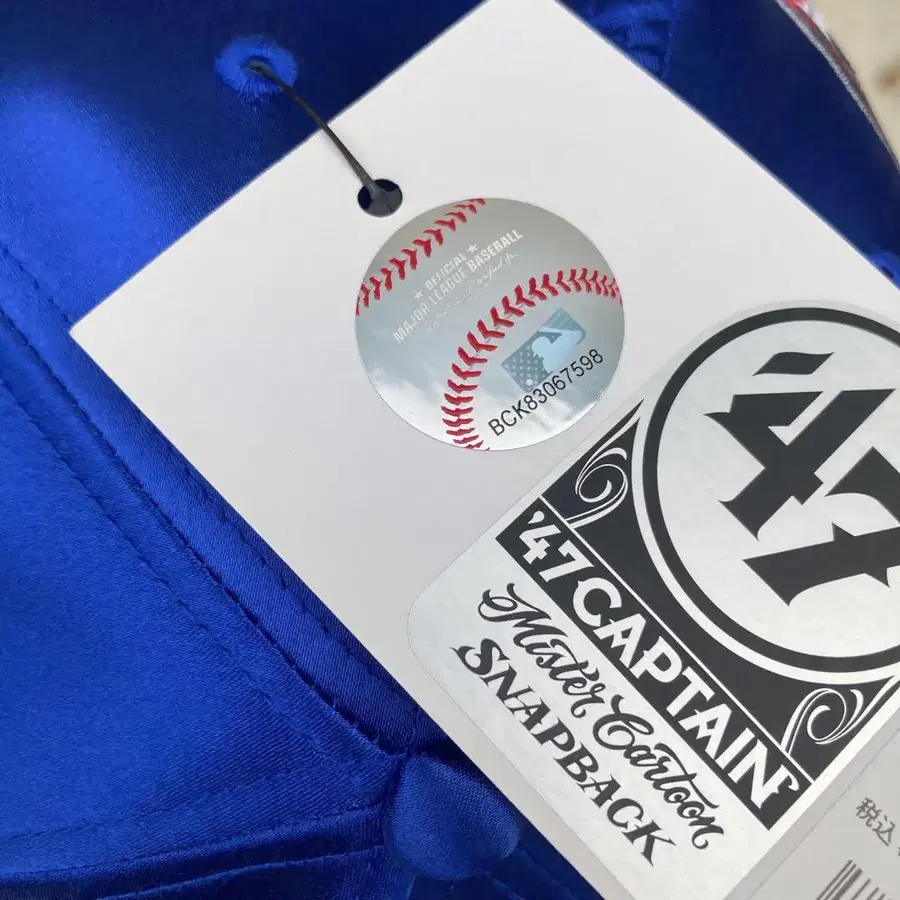 ★ OFFICIAL ★
MAJOR LEAGUE BASEBALL
BCK83067598
'47
'47 CAPTAIN
Mister Cartoon
SNAPBACK
税込